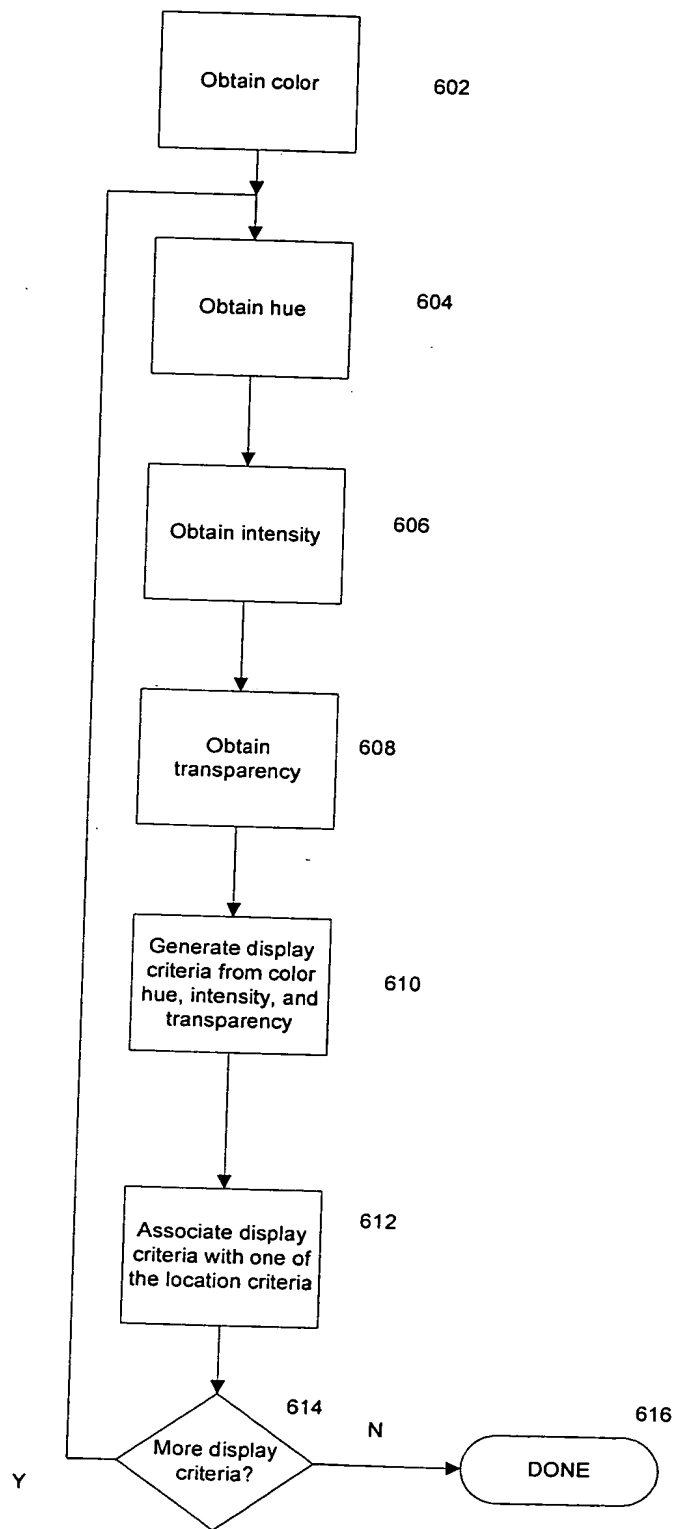 Obtain color
602
Obtain hue
604
Obtain intensity
606
Obtain
transparency
608
Generate display
criteria from color
hue, intensity, and
transparency
610
Associate display
criteria with one of
the location criteria
612
614
More display
criteria?
N
616
DONE
Y